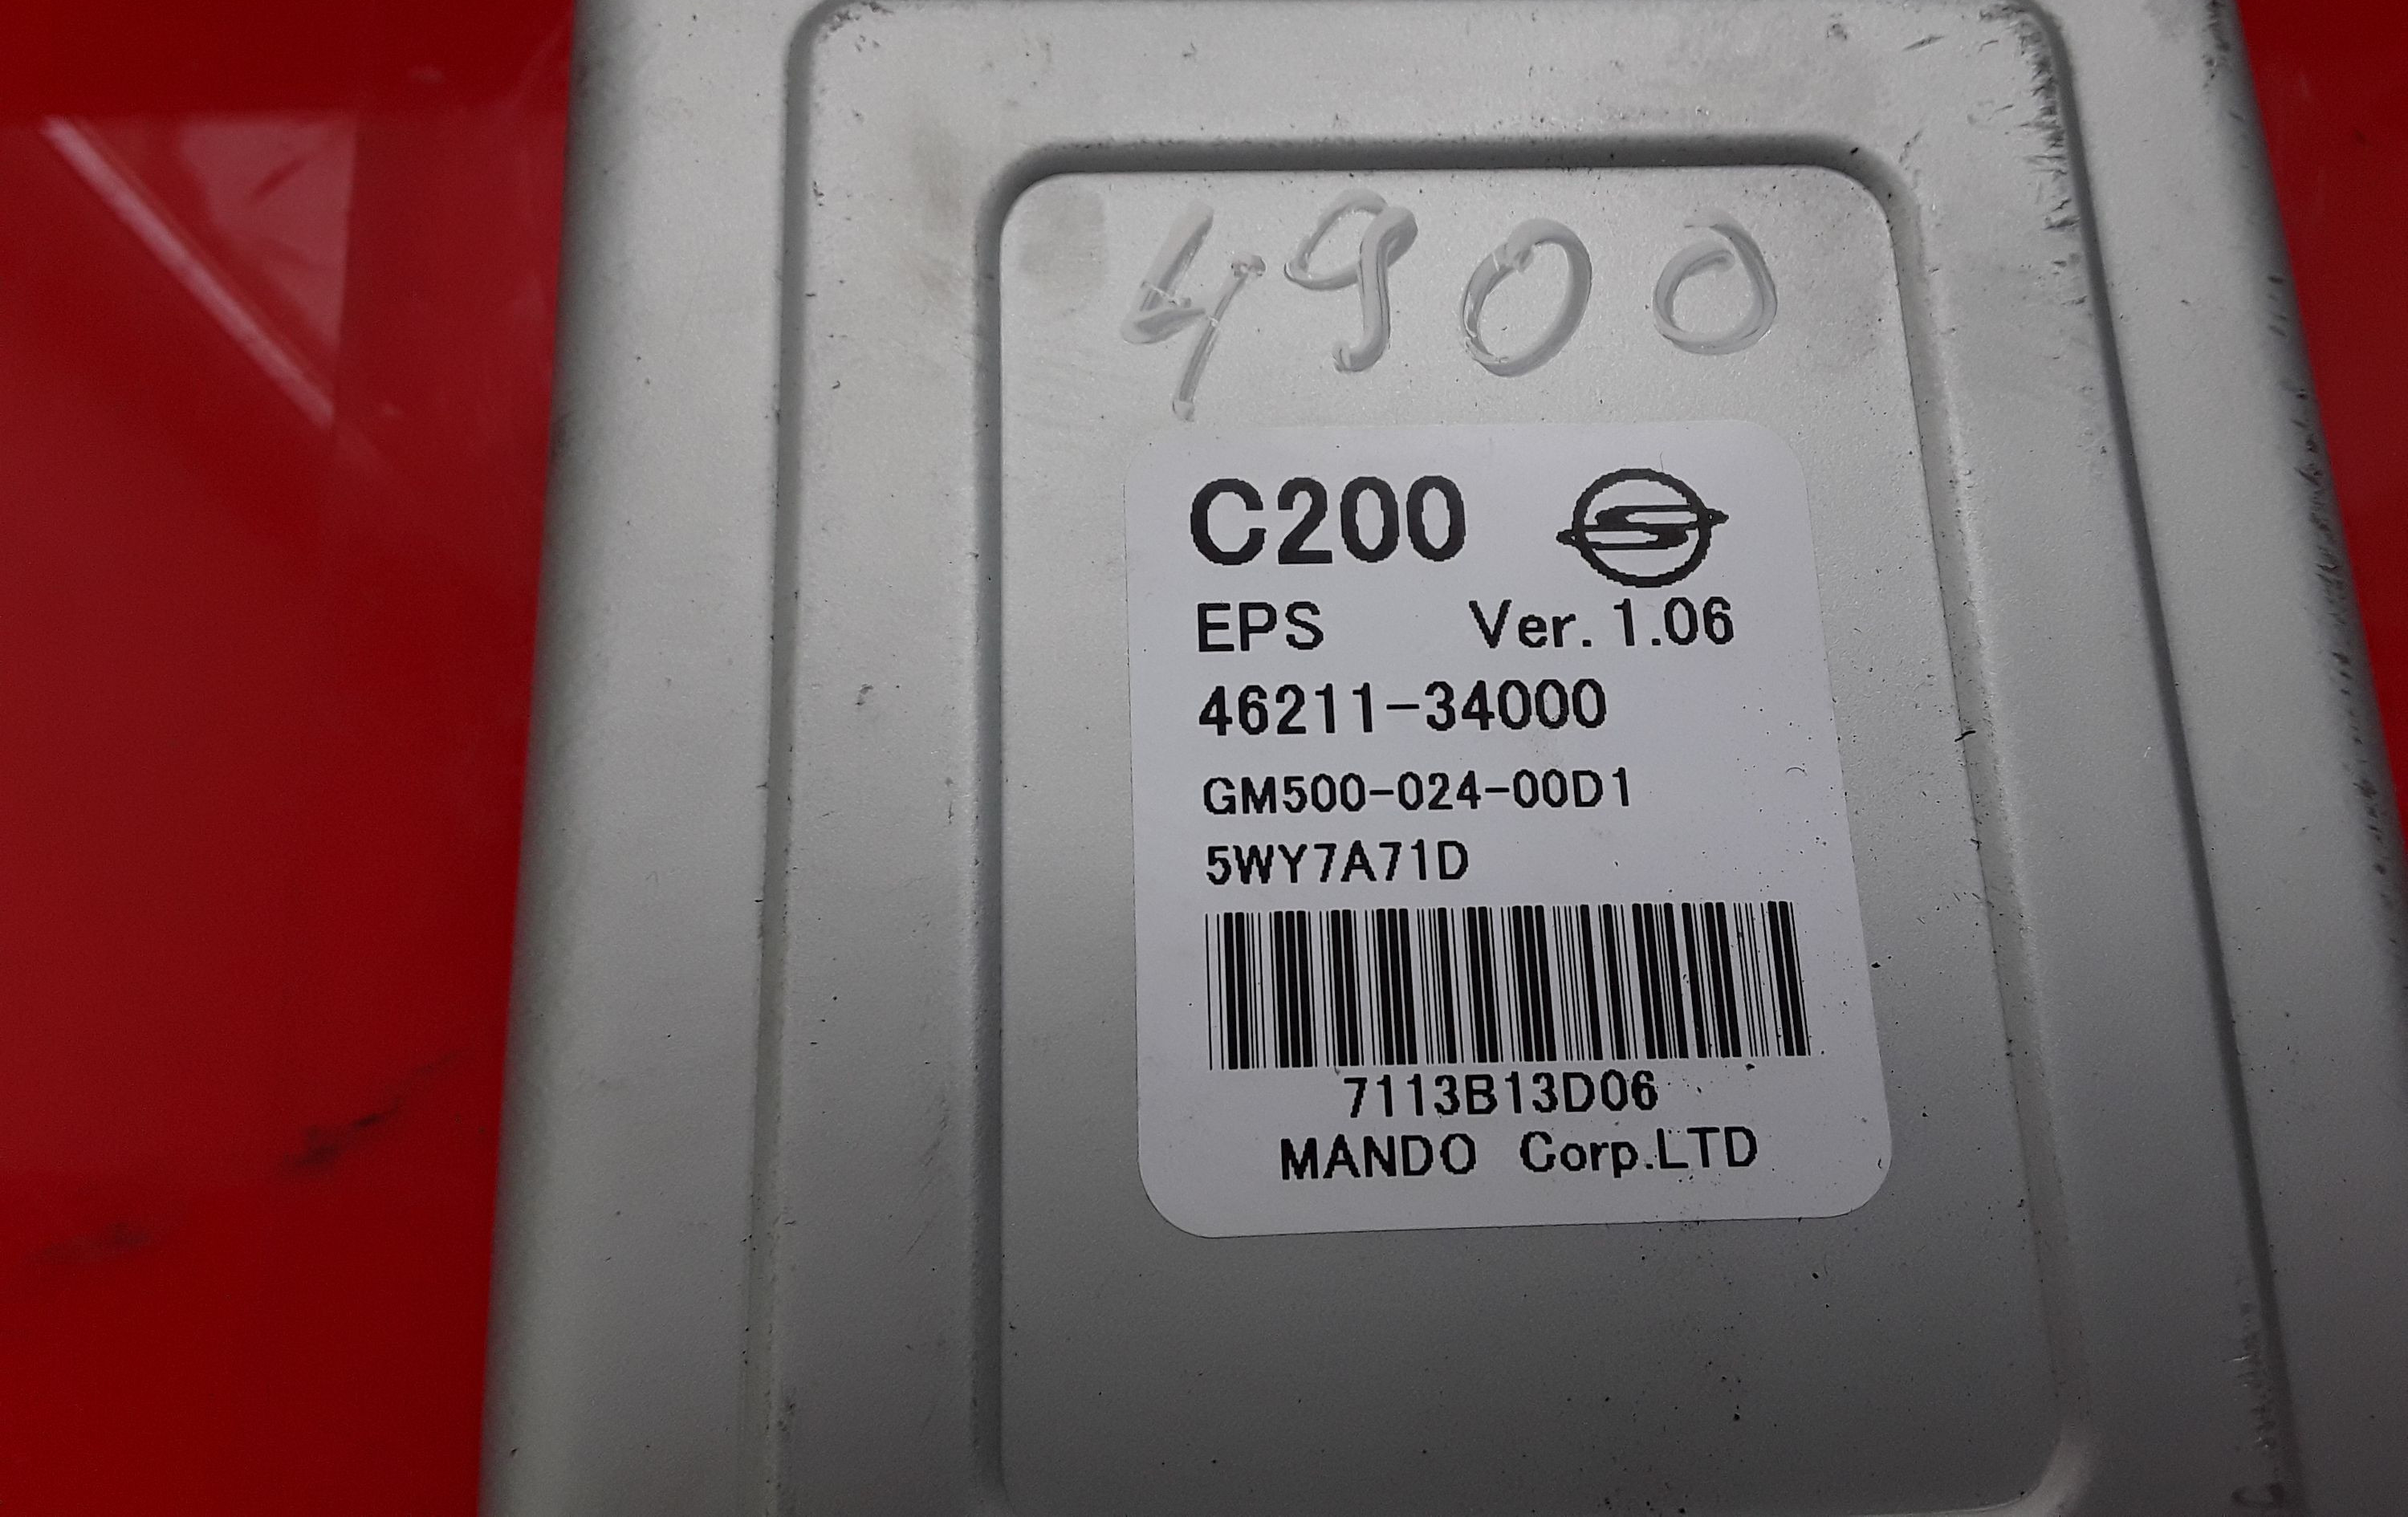 4900
C200
EPS Ver. 1.06
46211-34000
GM500-024-00D1
5WY7A71D
7113B13D06
MANDO Corp.LTD